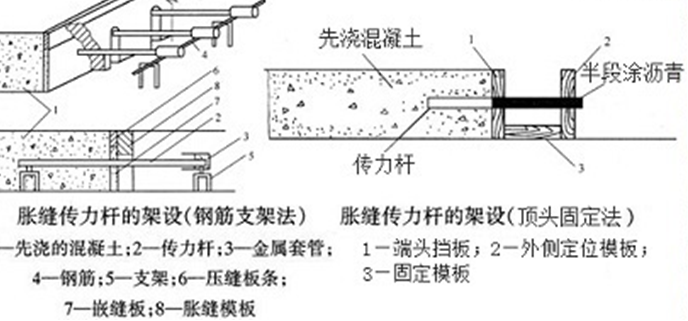 4
1
6
8
7
2
3
5
先浇混凝土
1
2
半段涂沥青
传力杆
3
胀缝传力杆的架设(钢筋支架法)
—先浇的混凝土;2—传力杆;3—金属套管;
4—钢筋;5—支架;6—压缝板条;
7—嵌缝板;8—胀缝模板
胀缝传力杆的架设(顶头固定法)
1—端头挡板；2—外侧定位模板；
3—固定模板